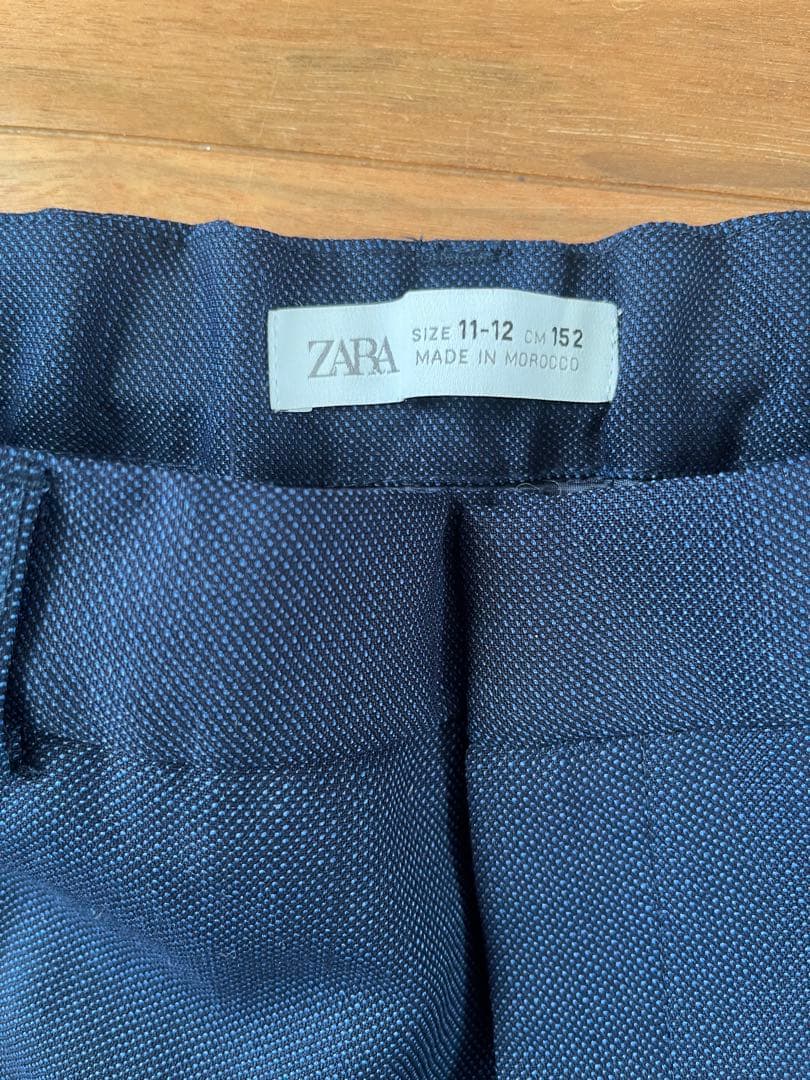 ZARA
SIZE 11-12 CM 152
MADE IN MOROCCO